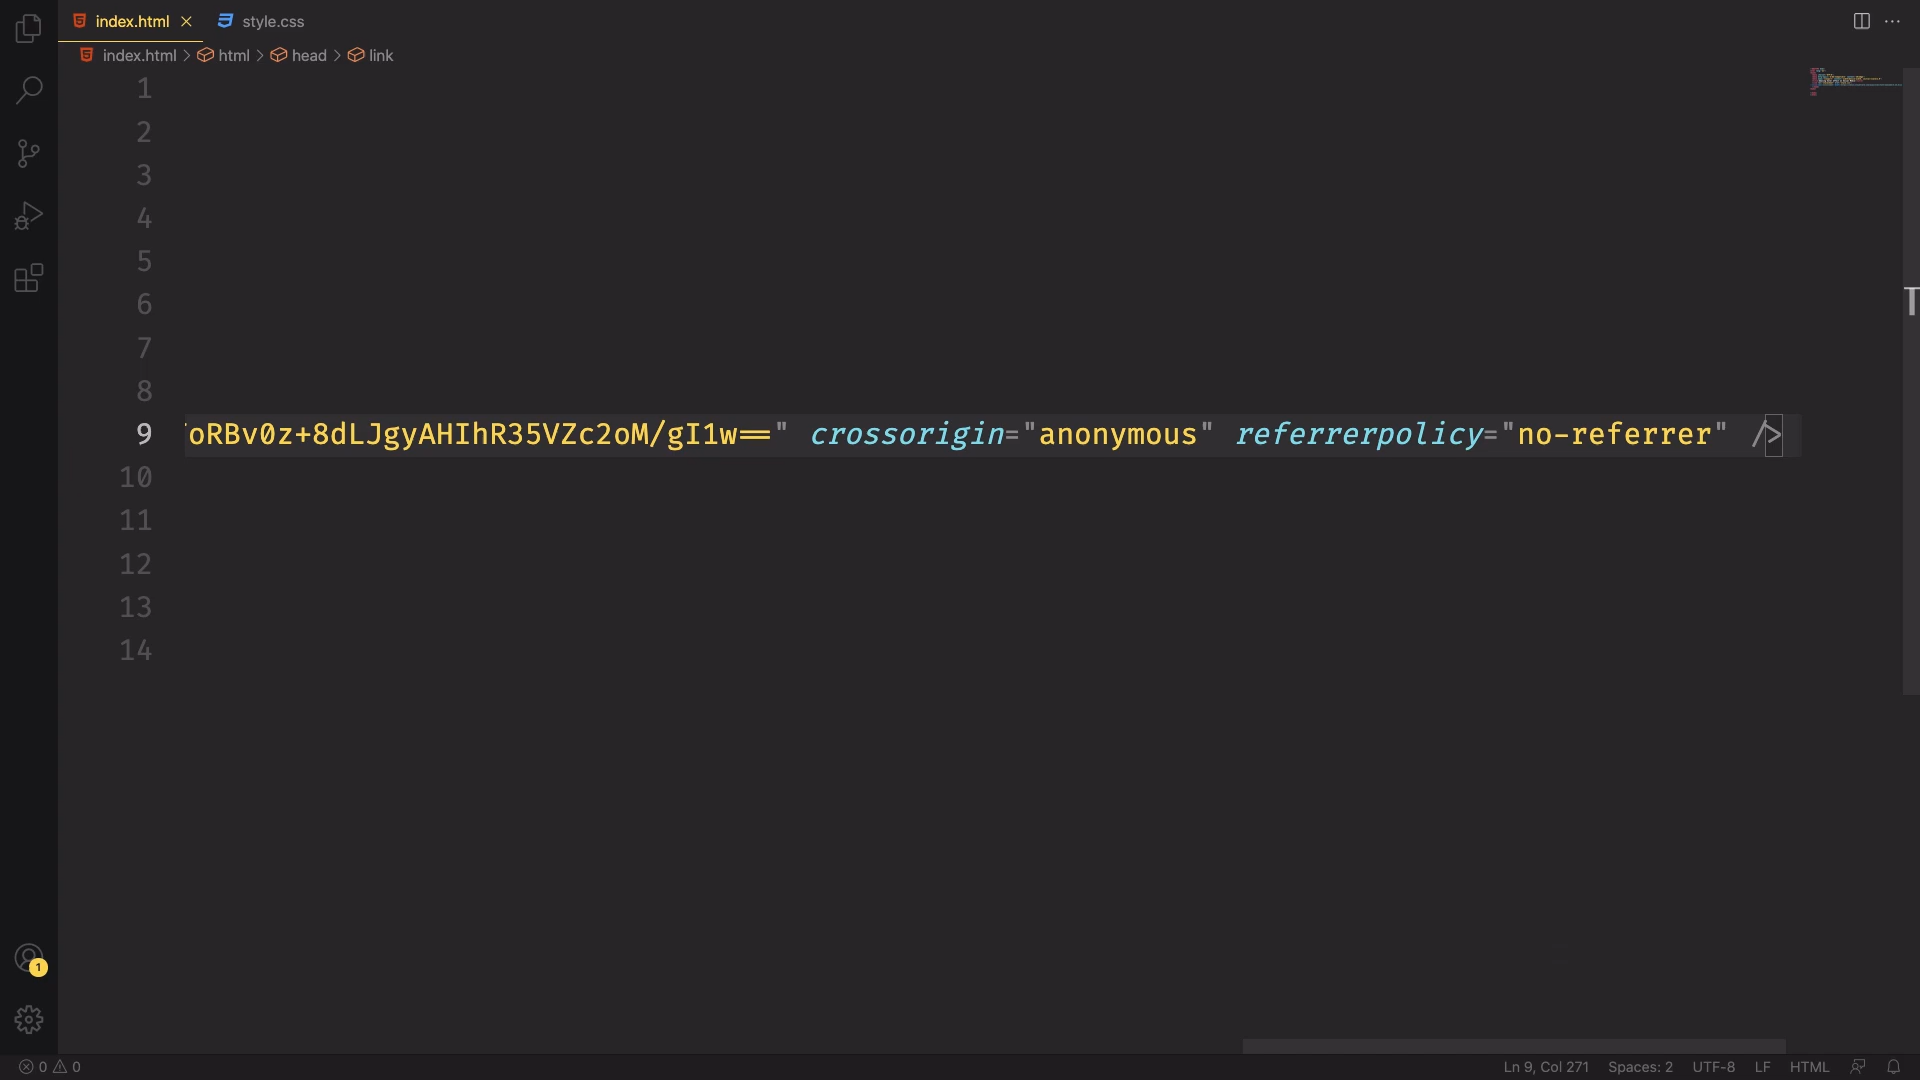 index.html
style.css
index.html > html > head > link
1
2
3
4
5
6
7
8
9 oRBv0z+8dLJgyAHIhR35VZc2oM/gI1w==" crossorigin="anonymous" referrerpolicy="no-referrer" />
10
11
12
13
14
T
1
0 0
Ln 9, Col 271 Spaces: 2 UTF-8 LF HTML